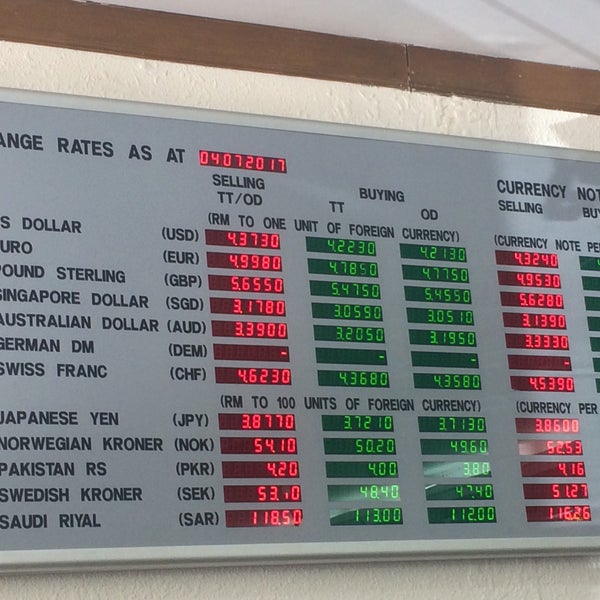 ANGE RATES AS AT 04072017
SELLING TT/OD BUYING CURRENCY NOTE
TT OD SELLING BUY
(RM TO ONE UNIT OF FOREIGN CURRENCY) (CURRENCY NOTE PER
S DOLLAR (USD) 4.3730 4.2230 4.2130 4.3240
URO (EUR) 4.9980 4.7850 4.7750 4.9530
POUND STERLING (GBP) 5.6550 5.4750 5.4550 5.6280
SINGAPORE DOLLAR (SGD) 3.1780 3.0590 3.0510 3.1390
AUSTRALIAN DOLLAR (AUD) 3.3900 3.2050 3.1950 3.3330
GERMAN DM (DEM) - - - -
SWISS FRANC (CHF) 4.6230 4.3680 4.3580 4.5390
(RM TO 100 UNITS OF FOREIGN CURRENCY) (CURRENCY PER
JAPANESE YEN (JPY) 3.8770 3.7210 3.7130 3.8600
NORWEGIAN KRONER (NOK) 54.10 50.20 49.60 52.53
PAKISTAN RS (PKR) 4.20 4.00 3.80 4.16
SWEDISH KRONER (SEK) 53.10 48.40 47.40 51.27
SAUDI RIYAL (SAR) 118.50 113.00 112.00 116.26